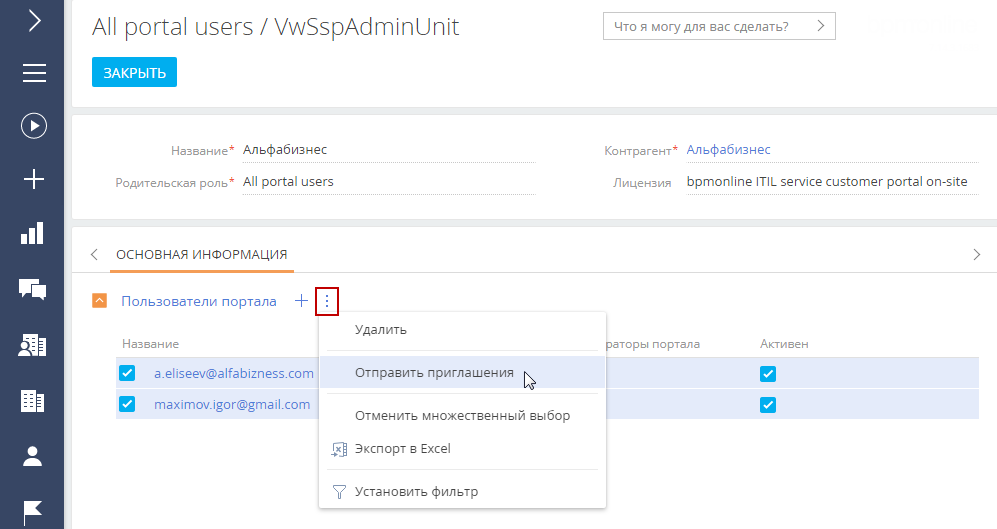 All portal users / VwSspAdminUnit
Что я могу для вас сделать?
ЗАКРЫТЬ
Название* Альфабизнес
Контрагент* Альфабизнес
Родительская роль* All portal users
Лицензия bpmonline ITIL service customer portal on-site
ОСНОВНАЯ ИНФОРМАЦИЯ
Пользователи портала
Название раторы портала Активен
a.eliseev@alfabizness.com
maximov.igor@gmail.com
Удалить
Отправить приглашения
Отменить множественный выбор
Экспорт в Excel
Установить фильтр